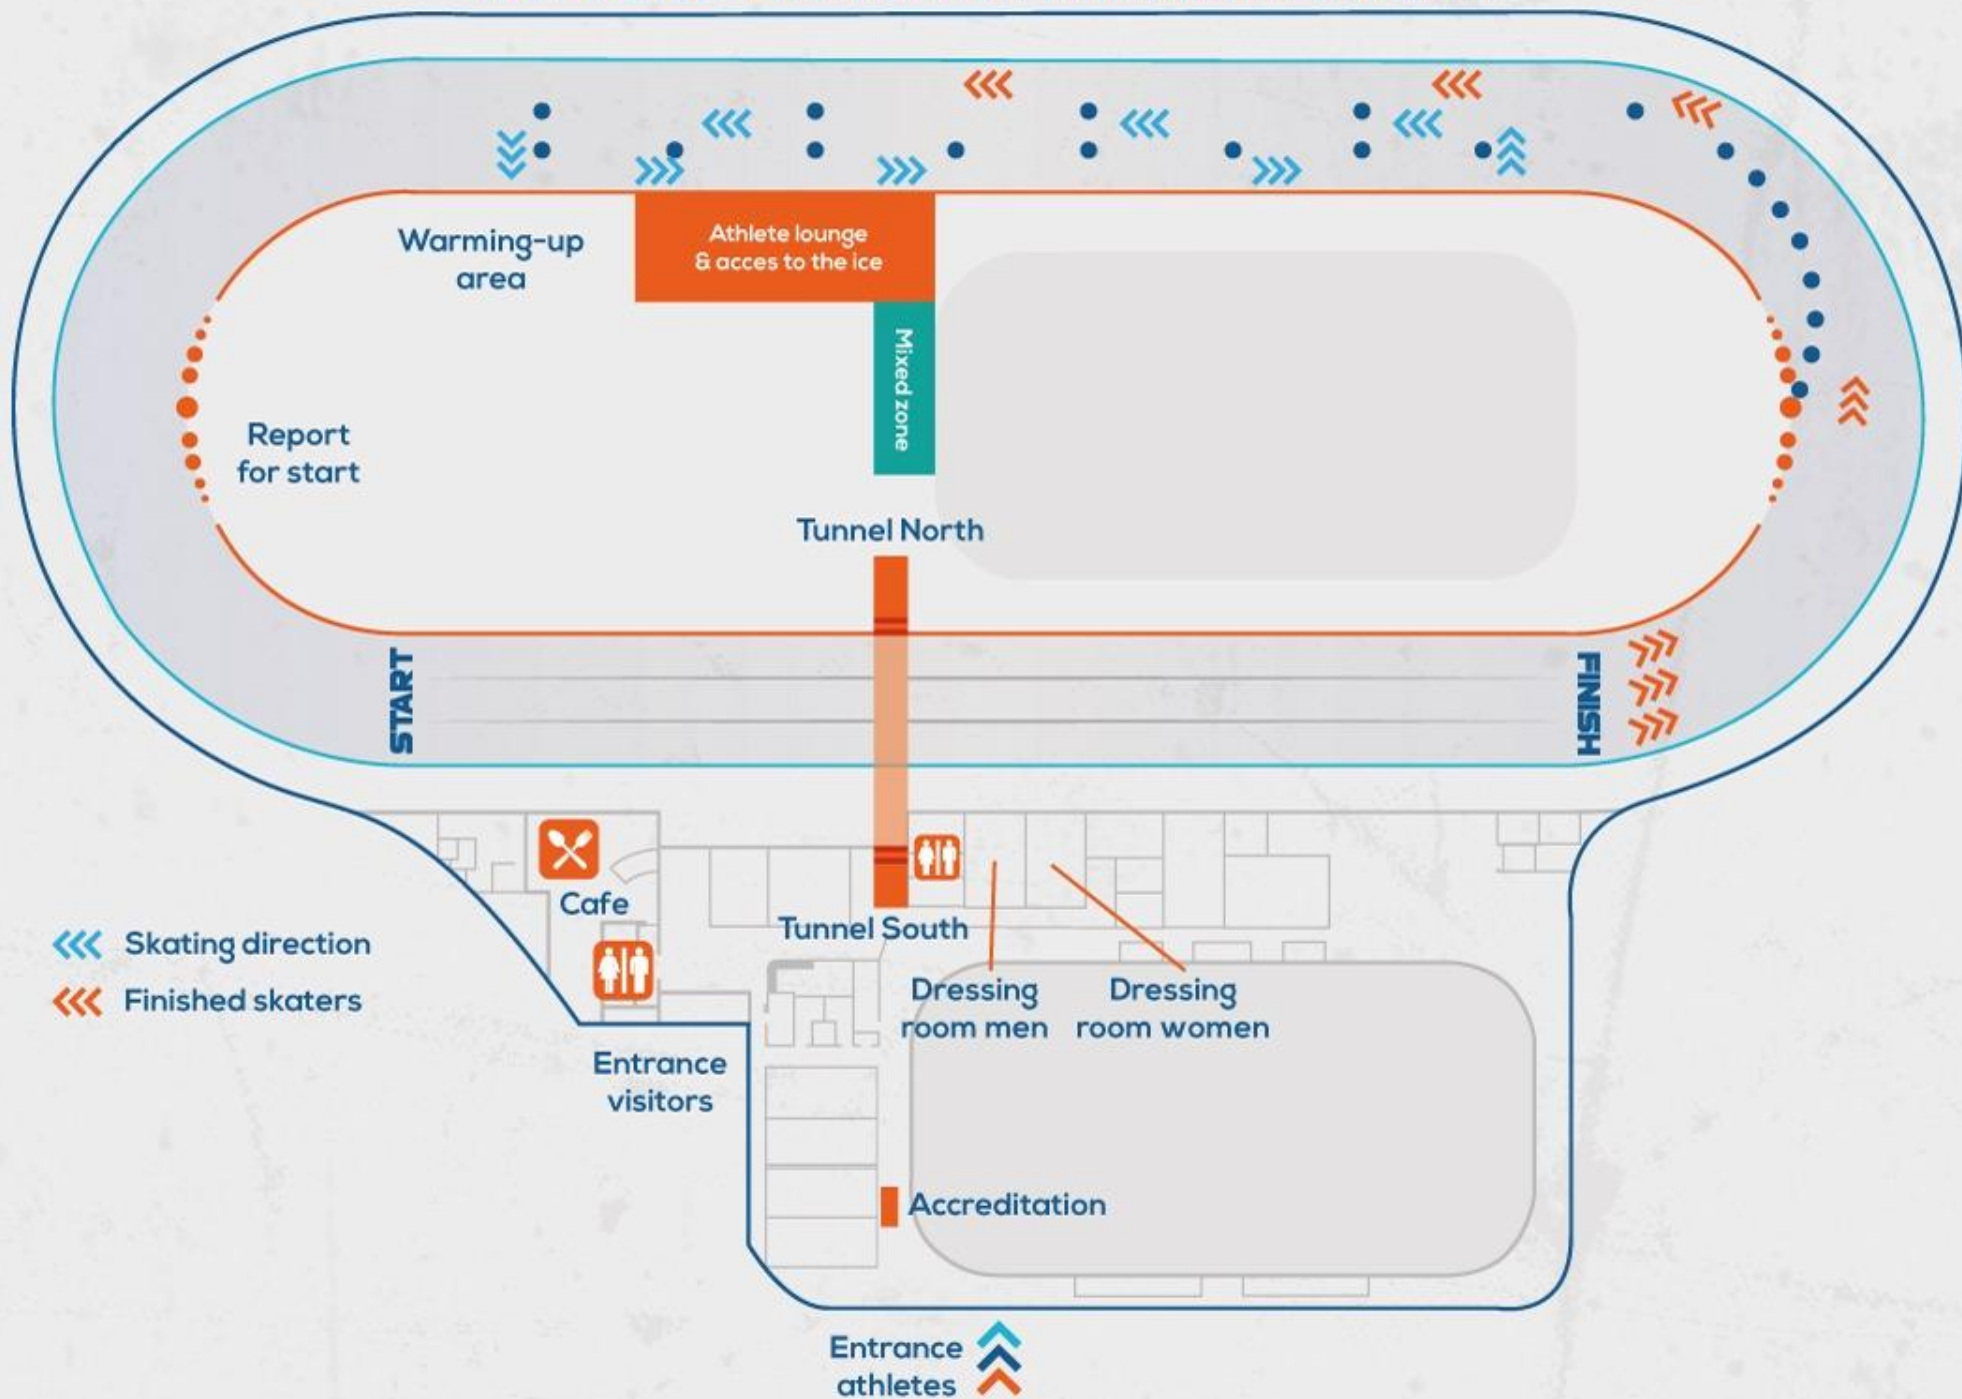 Warming-up
area
Athlete lounge
& acces to the ice
Mixed zone
Report
for start
Tunnel North
START
FINISH
Cafe
Tunnel South
Skating direction
Finished skaters
Dressing
room men
Dressing
room women
Entrance
visitors
Accreditation
Entrance
athletes